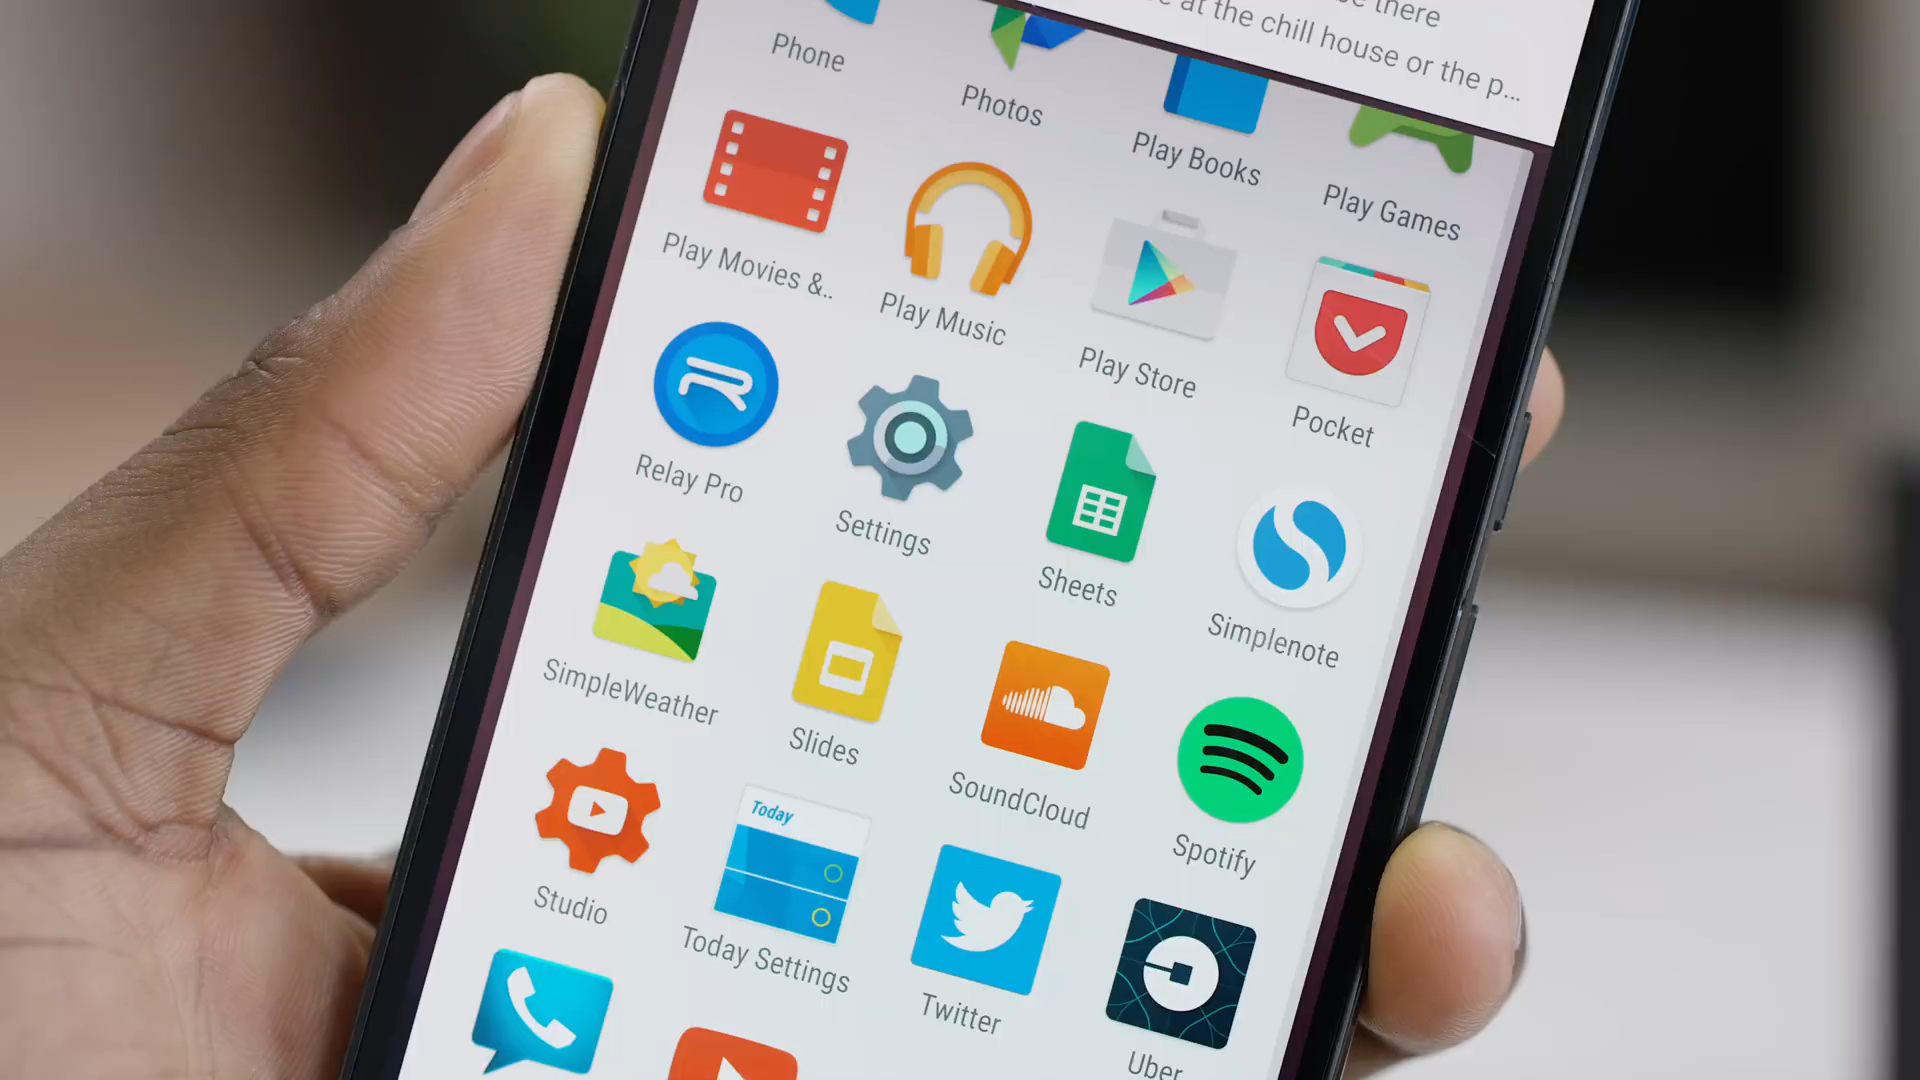 there
at the chill house or the p...
Phone
Photos
Play Books
Play Games
Play Movies &..
Play Music
Play Store
Pocket
Relay Pro
Settings
Sheets
Simplenote
SimpleWeather
Slides
SoundCloud
Spotify
Studio
Today
Today Settings
Twitter
Uber